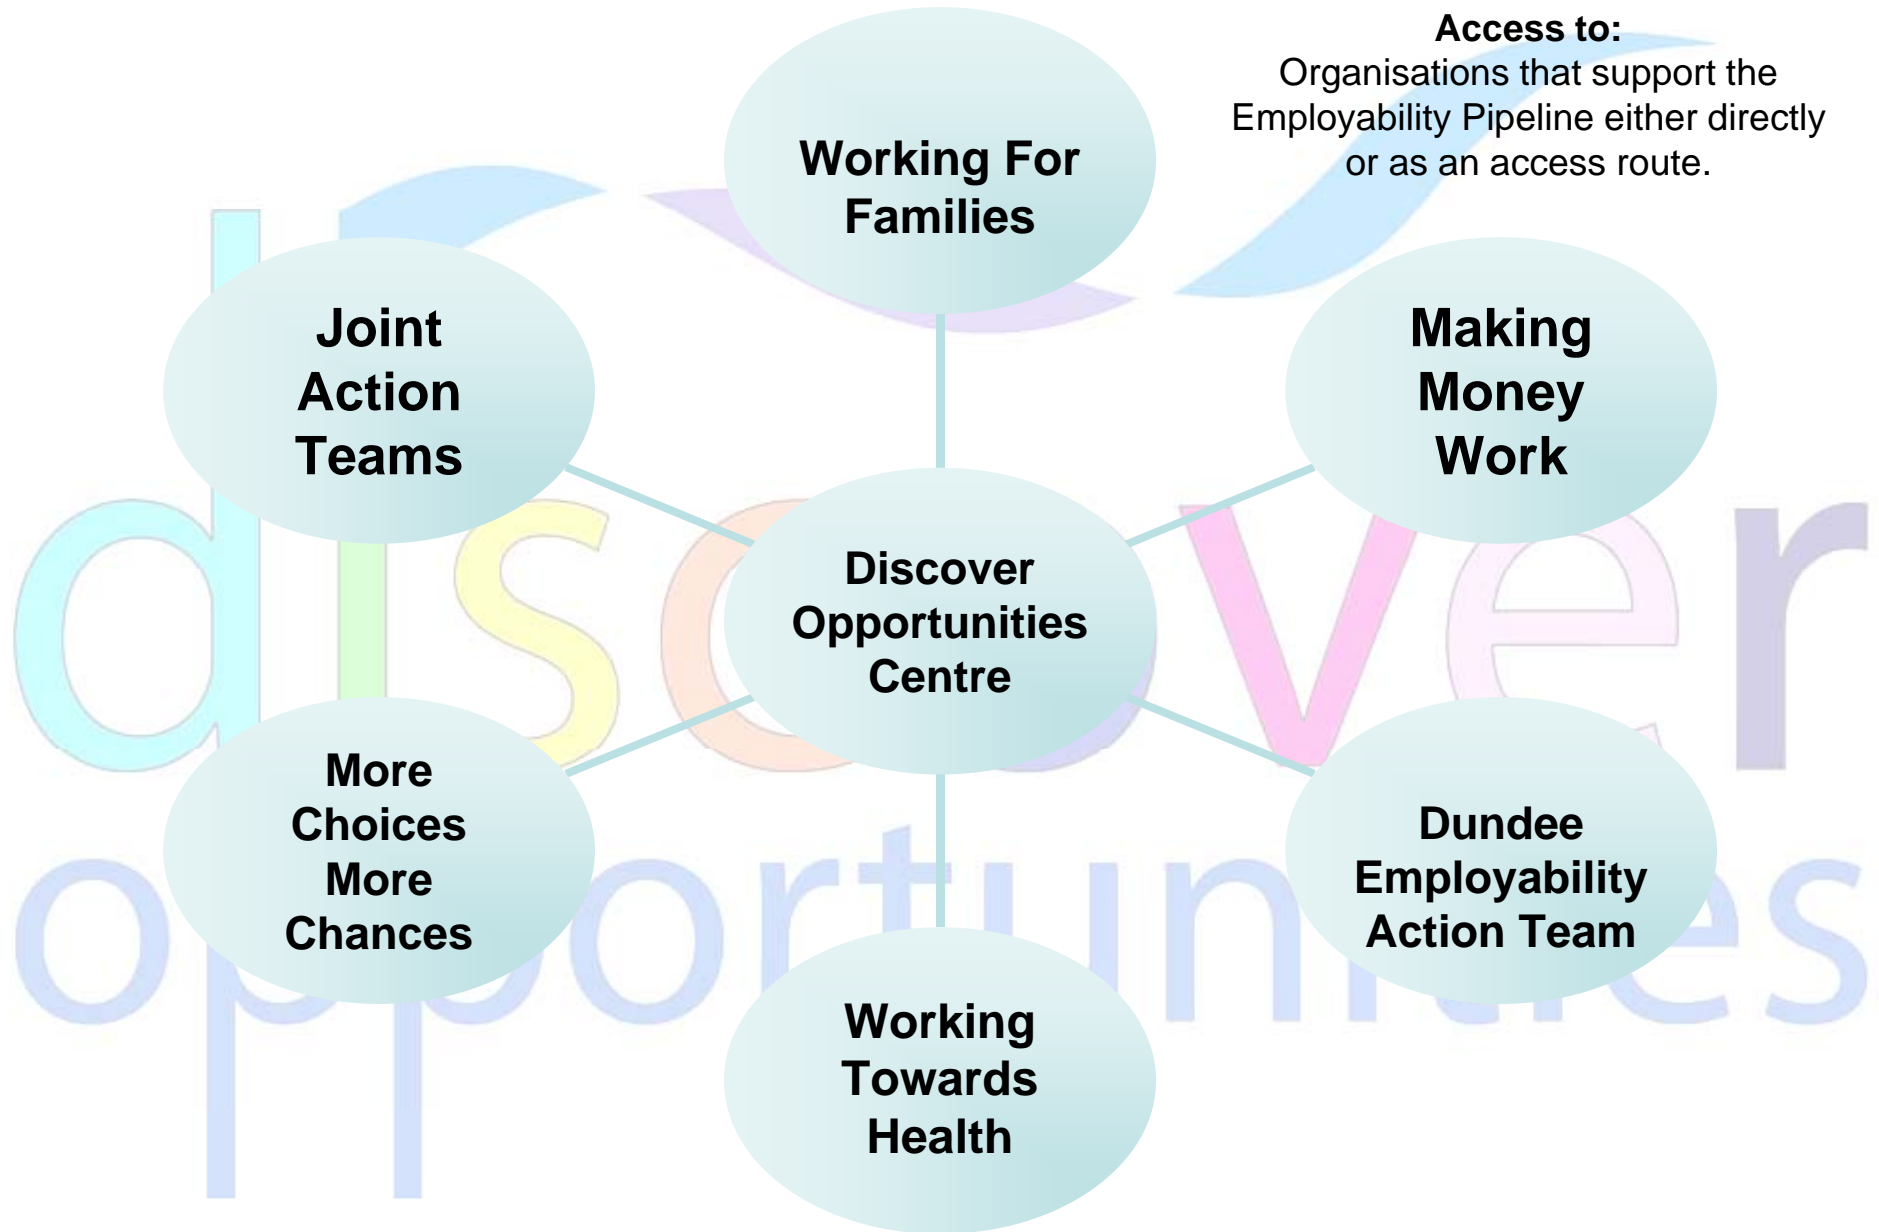 Access to:
Organisations that support the
Employability Pipeline either directly
or as an access route.
Working For
Families
Joint
Action
Teams
Making
Money
Work
Discover
Opportunities
Centre
More
Choices
More
Chances
Dundee
Employability
Action Team
Working
Towards
Health
discover
opportunities